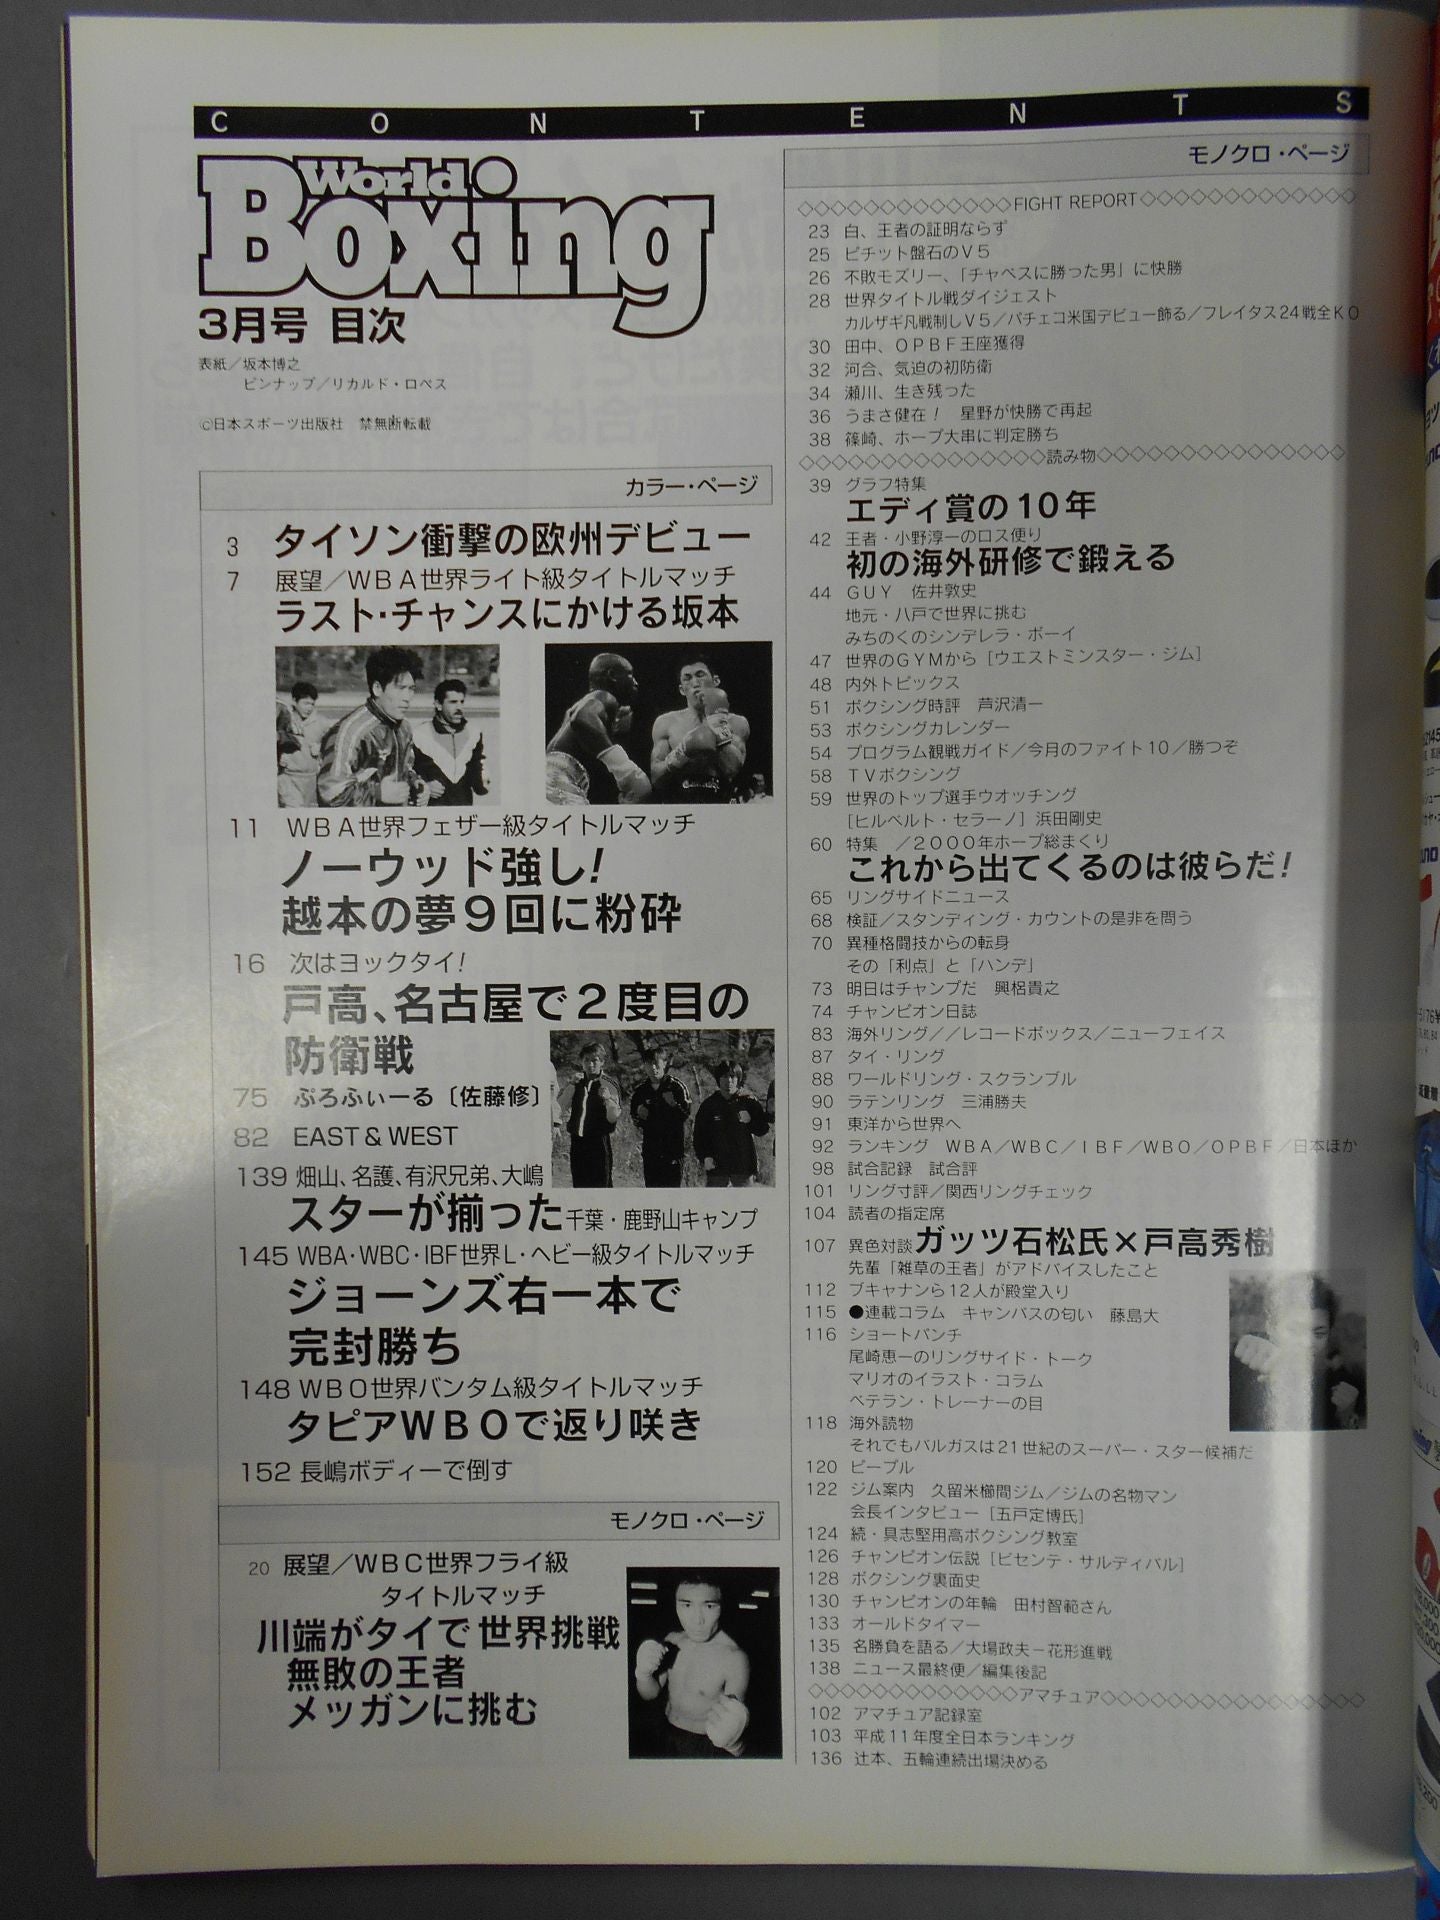 CONTENTS
World
Boxing
3月号 目次
表紙／坂本博之
ピンナップ／リカルド・ロペス
©日本スポーツ出版社 禁無断転載
カラー・ページ
3 タイソン衝撃の欧州デビュー
7 展望／WBA世界ライト級タイトルマッチ
ラスト・チャンスにかける坂本
11 WBA世界フェザー級タイトルマッチ
ノーウッド強し!
越本の夢9回に粉砕
16 次はヨックタイ!
戸高、名古屋で2度目の
防衛戦
75 ぷろふぃーる〔佐藤修〕
82 EAST & WEST
139 畑山、名護、有沢兄弟、大嶋
スターが揃った千葉・鹿野山キャンプ
145 WBA・WBC・IBF世界L・ヘビー級タイトルマッチ
ジョーンズ右一本で
完封勝ち
148 WBO世界バンタム級タイトルマッチ
タピアWBOで返り咲き
152 長嶋ボディーで倒す
モノクロ・ページ
20 展望／WBC世界フライ級
タイトルマッチ
川端がタイで世界挑戦
無敗の王者
メッガンに挑む
モノクロ・ページ
◇◇◇◇◇◇◇◇◇◇◇◇◇FIGHT REPORT◇◇◇◇◇◇◇◇◇◇◇◇◇
23 白、王者の証明ならず
25 ピチット盤石のV5
26 不敗モズリー、「チャベスに勝った男」に快勝
28 世界タイトル戦ダイジェスト
カルザギ凡戦制しV5／パチェコ米国デビュー飾る／フレイタス24戦全KO
30 田中、OPBF王座獲得
32 河合、気迫の初防衛
34 瀬川、生き残った
36 うまさ健在! 星野が快勝で再起
38 篠崎、ホープ大串に判定勝ち
◇◇◇◇◇◇◇◇◇◇◇◇◇◇◇読み物◇◇◇◇◇◇◇◇◇◇◇◇◇◇◇
39 グラフ特集
エディ賞の10年
42 王者・小野淳一のロス便り
初の海外研修で鍛える
44 GUY 佐井敦史
地元・八戸で世界に挑む
みちのくのシンデレラ・ボーイ
47 世界のGYMから［ウエストミンスター・ジム］
48 内外トピックス
51 ボクシング時評 芦沢清一
53 ボクシングカレンダー
54 プログラム観戦ガイド／今月のファイト10／勝つぞ
58 TVボクシング
59 世界のトップ選手ウオッチング
［ヒルベルト・セラーノ］浜田剛史
60 特集 ／2000年ホープ総まくり
これから出てくるのは彼らだ!
65 リングサイドニュース
68 検証／スタンディング・カウントの是非を問う
70 異種格闘技からの転身
その「利点」と「ハンデ」
73 明日はチャンプだ 興梠貴之
74 チャンピオン日誌
83 海外リング／／レコードボックス／ニューフェイス
87 タイ・リング
88 ワールドリング・スクランブル
90 ラテンリング 三浦勝夫
91 東洋から世界へ
92 ランキング WBA／WBC／IBF／WBO／OPBF／日本ほか
98 試合記録 試合評
101 リング寸評／関西リングチェック
104 読者の指定席
107 異色対談 ガッツ石松氏×戸高秀樹
先輩「雑草の王者」がアドバイスしたこと
112 ブキャナンら12人が殿堂入り
115 ●連載コラム キャンバスの匂い 藤島大
116 ショートパンチ
尾崎恵一のリングサイド・トーク
マリオのイラスト・コラム
ベテラン・トレーナーの目
118 海外読物
それでもバルガスは21世紀のスーパー・スター候補だ
120 ピープル
122 ジム案内 久留米櫛間ジム／ジムの名物マン
会長インタビュー［五戸定博氏］
124 続・具志堅用高ボクシング教室
126 チャンピオン伝説［ビセンテ・サルディバル］
128 ボクシング裏面史
130 チャンピオンの年輪 田村智範さん
133 オールドタイマー
135 名勝負を語る／大場政夫－花形進戦
138 ニュース最終便／編集後記
◇◇◇◇◇◇◇◇◇◇◇◇◇アマチュア◇◇◇◇◇◇◇◇◇◇◇◇◇◇◇◇
102 アマチュア記録室
103 平成11年度全日本ランキング
136 辻本、五輪連続出場決める